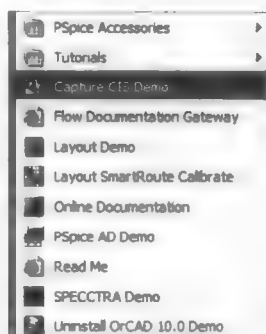 PSpice Accessories
Tutorials
Capture CIS Demo
Flow Documentation Gateway
Layout Demo
Layout SmartRoute Calibrate
Online Documentation
PSpice AD Demo
Read Me
SPECCTRA Demo
Uninstall OrCAD 10.0 Demo